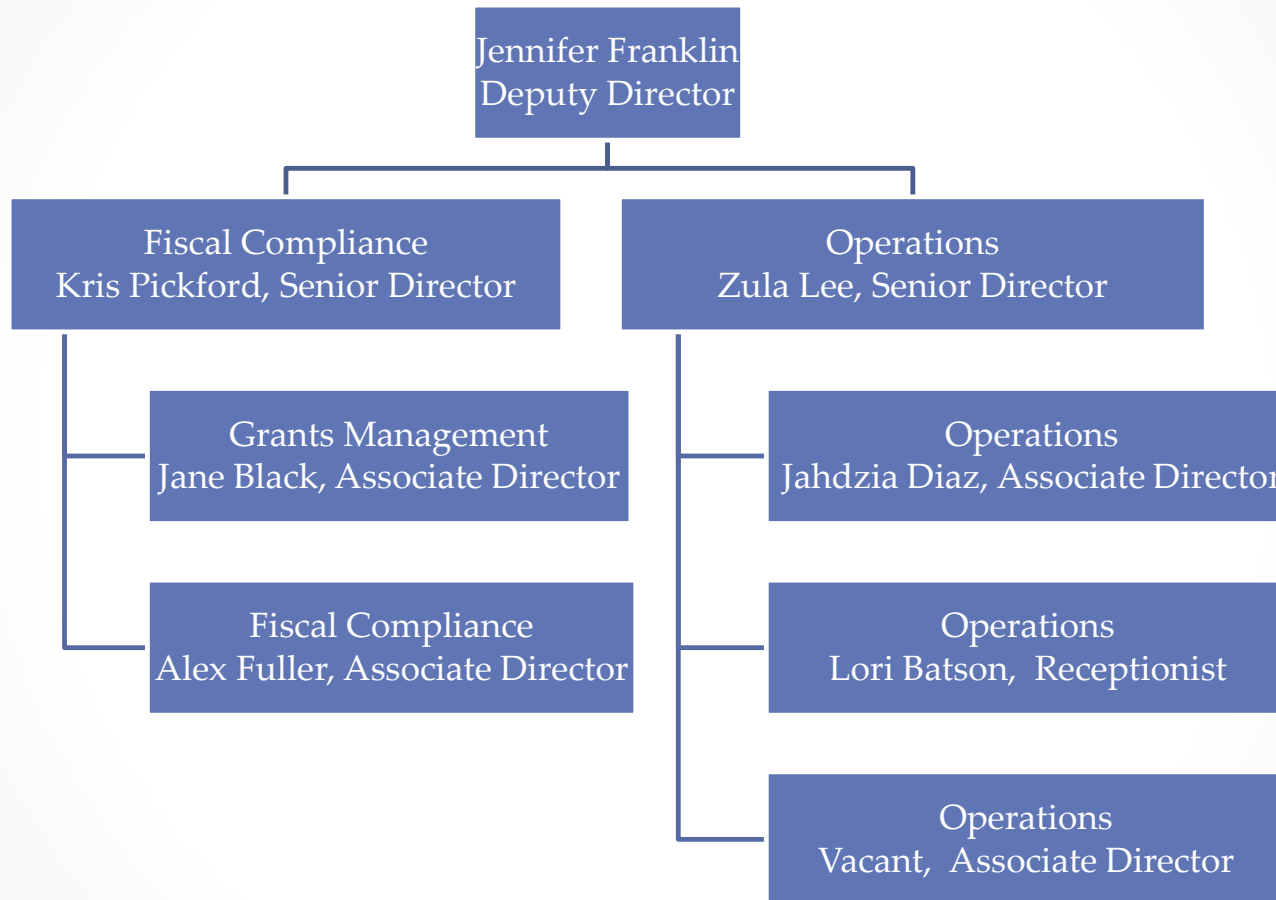 Jennifer Franklin
Deputy Director
Fiscal Compliance
Kris Pickford, Senior Director
Operations
Zula Lee, Senior Director
Grants Management
Jane Black, Associate Director
Fiscal Compliance
Alex Fuller, Associate Director
Operations
Jahdzia Diaz, Associate Director
Operations
Lori Batson,  Receptionist
Operations
Vacant,  Associate Director